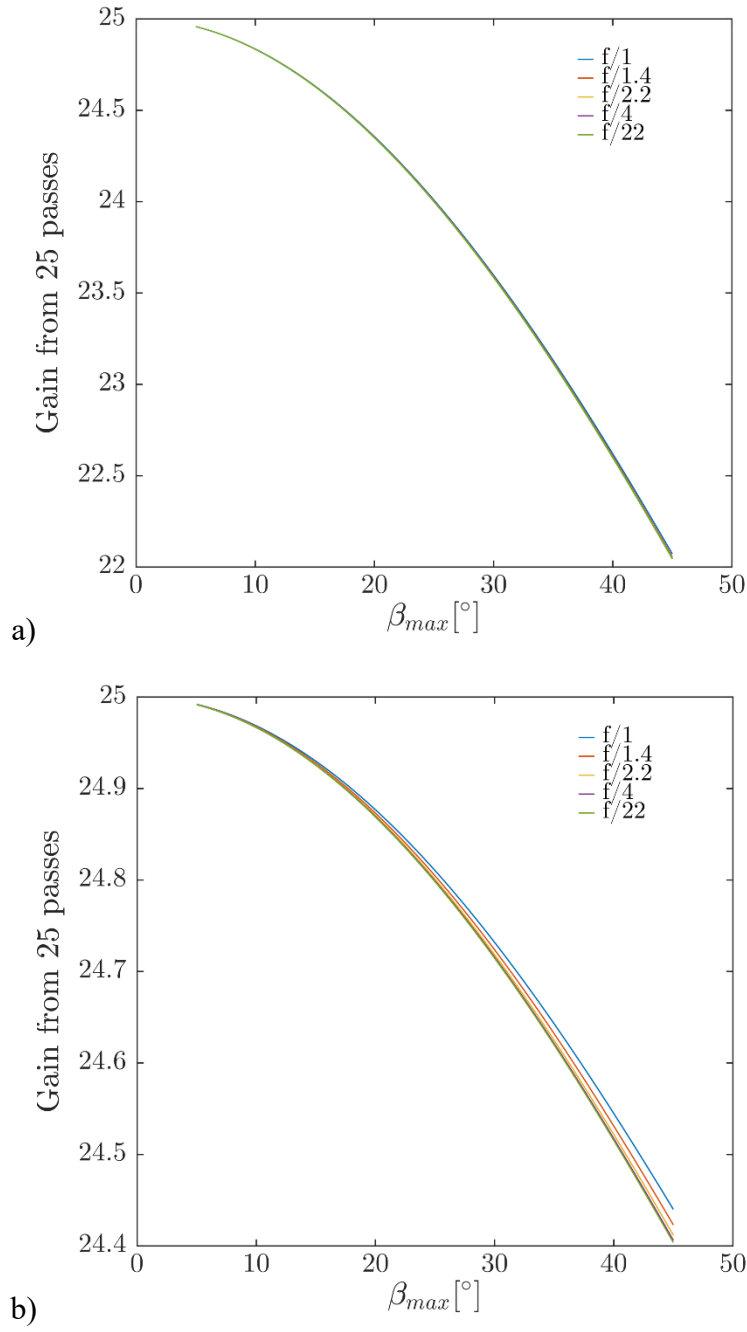 25
24.5
24
23.5
23
22.5
22
Gain from 25 passes
f/1
f/1.4
f/2.2
f/4
f/22
0 10 20 30 40 50
βmax[°]
a)
25
24.9
24.8
24.7
24.6
24.5
24.4
Gain from 25 passes
f/1
f/1.4
f/2.2
f/4
f/22
0 10 20 30 40 50
βmax[°]
b)